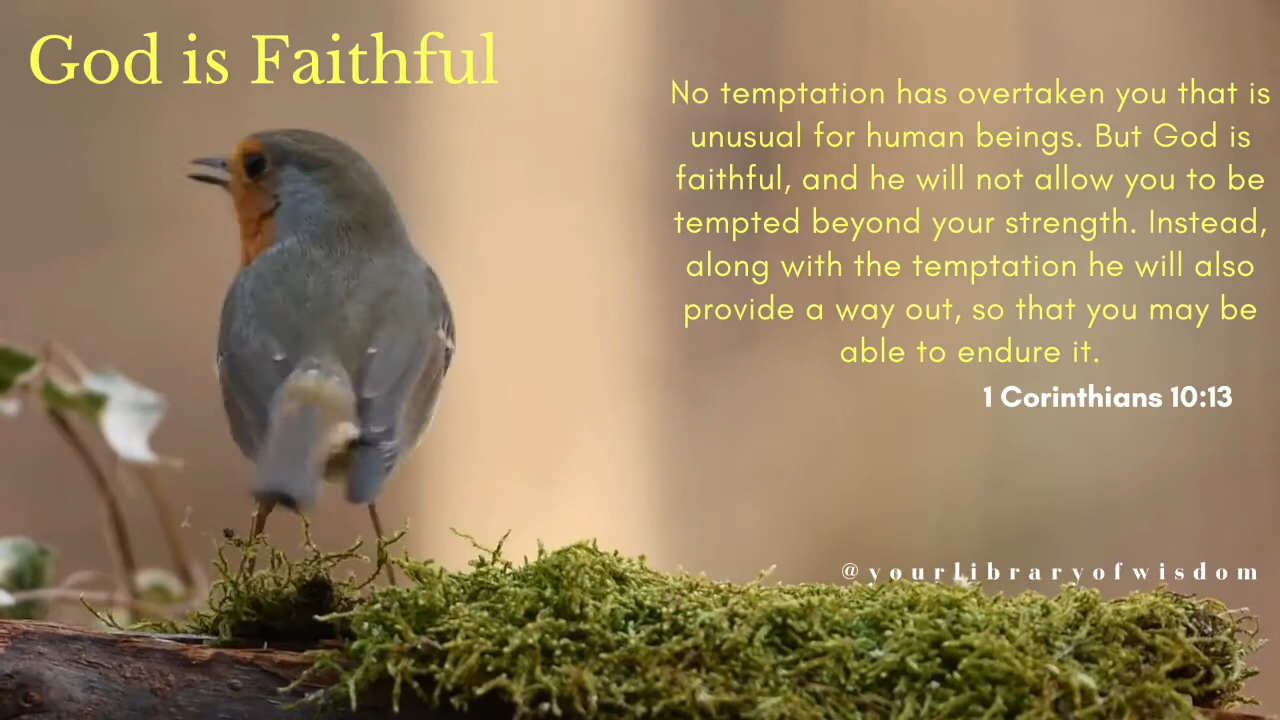 God is Faithful
No temptation has overtaken you that is
unusual for human beings. But God is
faithful, and he will not allow you to be
tempted beyond your strength. Instead,
along with the temptation he will also
provide a way out, so that you may be
able to endure it.
1 Corinthians 10:13
@yourlibraryofwisdom